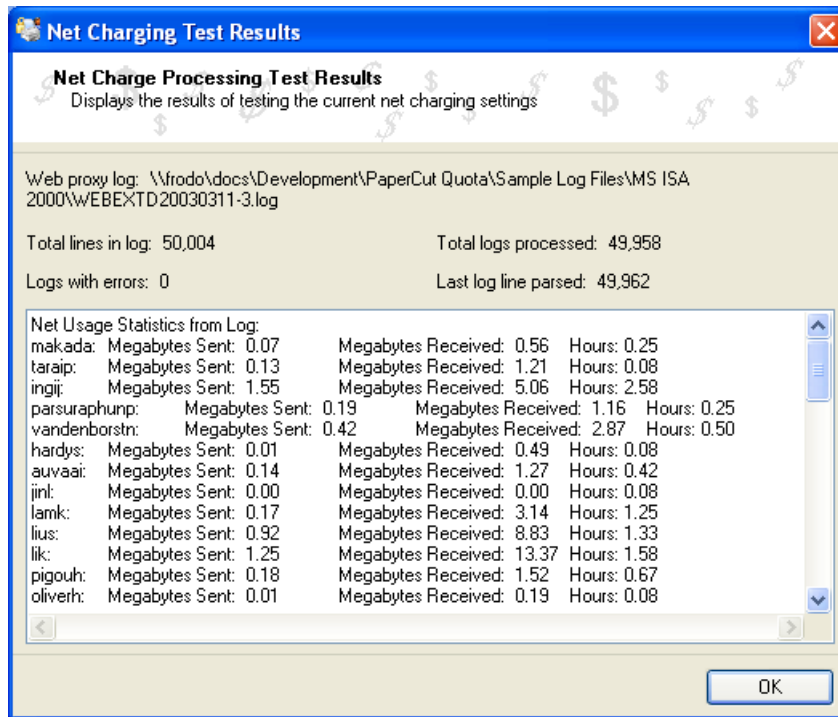 Net Charging Test Results
Net Charge Processing Test Results
Displays the results of testing the current net charging settings
Web proxy log: \\frodo\docs\Development\PaperCut Quota\Sample Log Files\MS ISA
2000\WEBEXTD20030311-3.log
Total lines in log: 50,004 Total logs processed: 49,958
Logs with errors: 0 Last log line parsed: 49,962
Net Usage Statistics from Log:
makada: Megabytes Sent: 0.07 Megabytes Received: 0.56 Hours: 0.25
taraip: Megabytes Sent: 0.13 Megabytes Received: 1.21 Hours: 0.08
ingij: Megabytes Sent: 1.55 Megabytes Received: 5.06 Hours: 2.58
parsuraphunp: Megabytes Sent: 0.19 Megabytes Received: 1.16 Hours: 0.25
vandenborstn: Megabytes Sent: 0.42 Megabytes Received: 2.87 Hours: 0.50
hardys: Megabytes Sent: 0.01 Megabytes Received: 0.49 Hours: 0.08
auvaai: Megabytes Sent: 0.14 Megabytes Received: 1.27 Hours: 0.42
jinl: Megabytes Sent: 0.00 Megabytes Received: 0.00 Hours: 0.08
lamk: Megabytes Sent: 0.17 Megabytes Received: 3.14 Hours: 1.25
lius: Megabytes Sent: 0.92 Megabytes Received: 8.83 Hours: 1.33
lik: Megabytes Sent: 1.25 Megabytes Received: 13.37 Hours: 1.58
pigouh: Megabytes Sent: 0.18 Megabytes Received: 1.52 Hours: 0.67
oliverh: Megabytes Sent: 0.01 Megabytes Received: 0.19 Hours: 0.08
OK